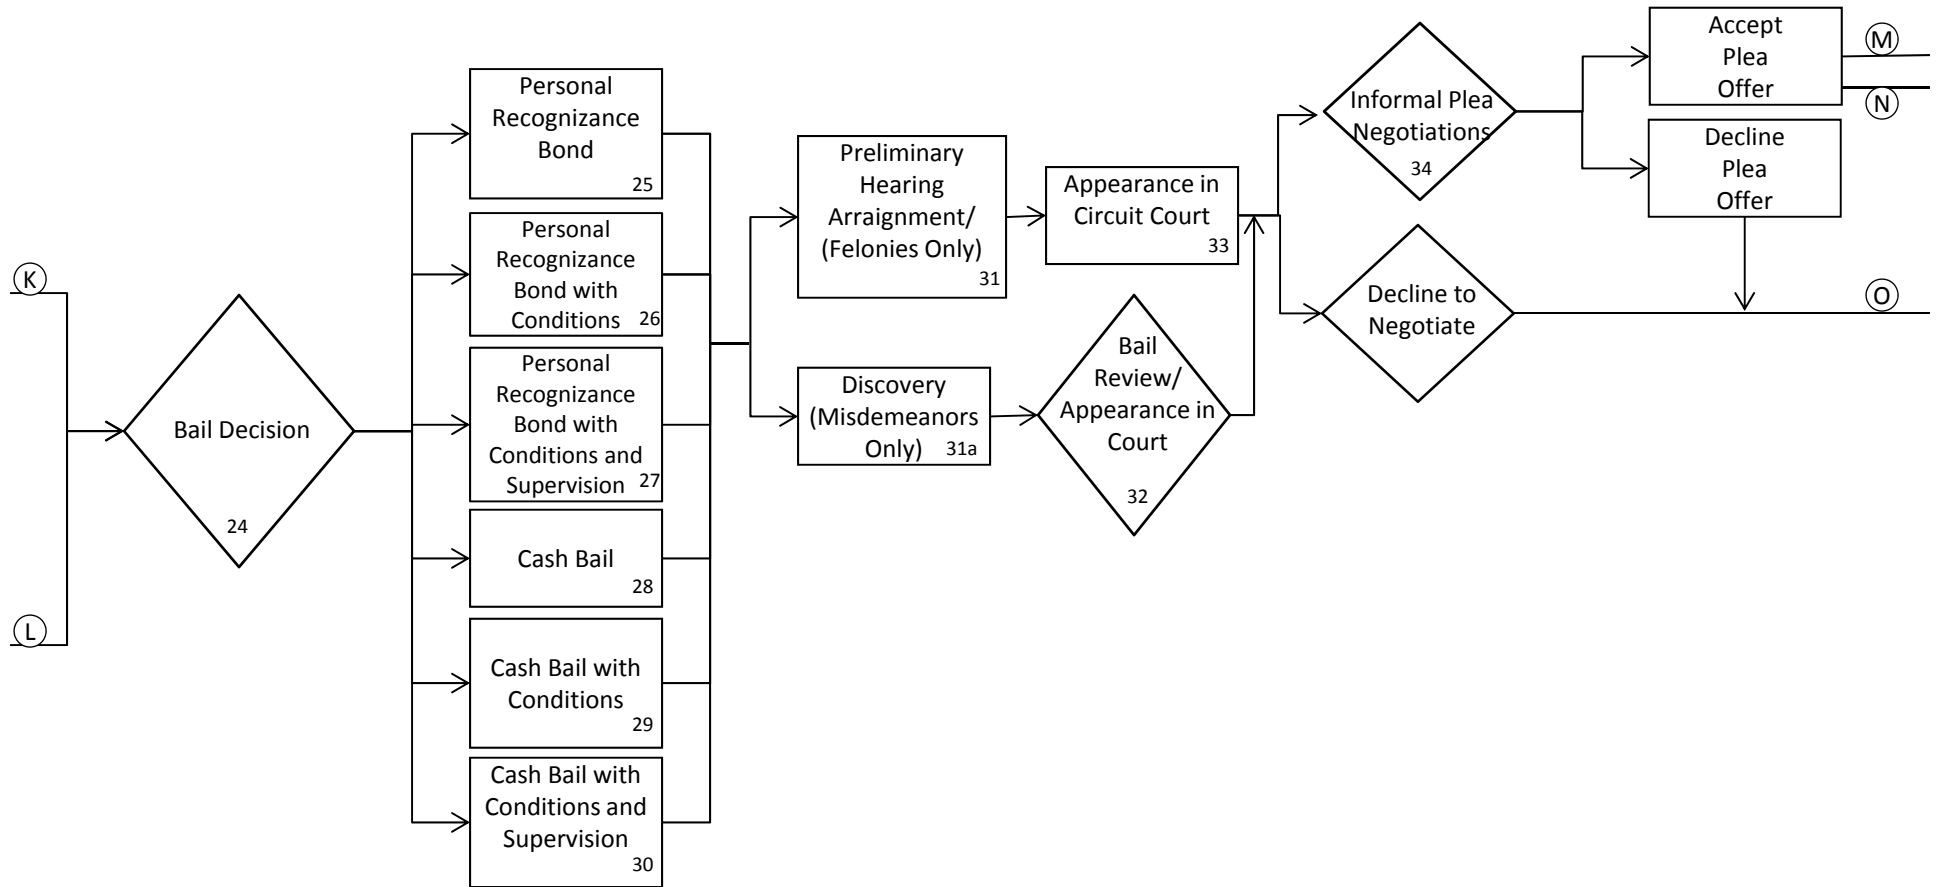 K
L
Bail Decision
24
Personal
Recognizance
Bond
25
Personal
Recognizance
Bond with
Conditions 26
Personal
Recognizance
Bond with
Conditions and
Supervision 27
Cash Bail
28
Cash Bail with
Conditions
29
Cash Bail with
Conditions and
Supervision
30
Preliminary
Hearing
Arraignment/
(Felonies Only)
31
Discovery
(Misdemeanors
Only) 31a
Appearance in
Circuit Court
33
Bail
Review/
Appearance in
Court
32
Informal Plea
Negotiations
34
Decline to
Negotiate
Accept
Plea
Offer
Decline
Plea
Offer
M
N
O